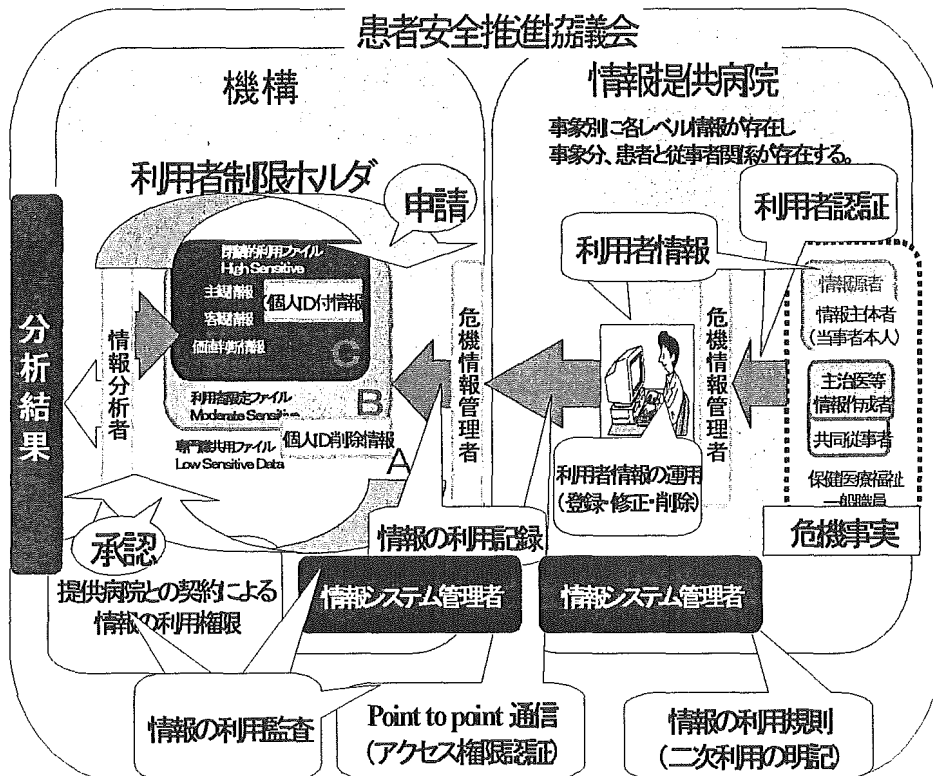 患者安全推進協議会
機構
情報提供病院
事象別に各レベル情報が存在し
事象分、患者と従事者関係が存在する。
利用者制限ホルダ
申請
利用者認証
利用者情報
閉鎖的利用ファイル
High Sensitive
主観情報
客観情報
個人ID付情報
価値判断情報
C
利用者限定ファイル
Moderate Sensitive
B
専門職共用ファイル
Low Sensitive Data
個人ID削除情報
A
分析結果
情報分析者
危機情報管理者
危機情報管理者
情報源者
情報主体者
(当事者本人)
主治医等
情報作成者
共同従事者
保健医療福祉
一般職員
危機事実
利用者情報の運用
(登録・修正・削除)
情報の利用記録
承認
提供病院との契約による
情報の利用権限
情報システム管理者
情報システム管理者
情報の利用監査
Point to point 通信
(アクセス権限認証)
情報の利用規則
(二次利用の明記)